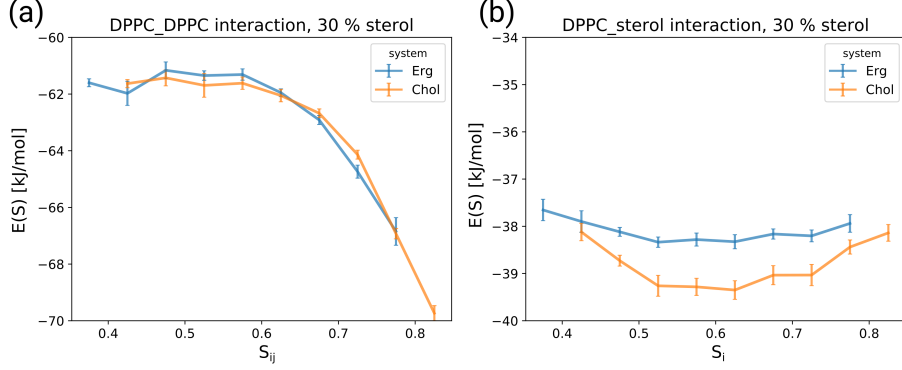 (a)
DPPC_DPPC interaction, 30 % sterol
E(S) [kJ/mol]
−60
−62
−64
−66
−68
−70
0.4 0.5 0.6 0.7 0.8
Sij
system
Erg
Chol
(b)
DPPC_sterol interaction, 30 % sterol
E(S) [kJ/mol]
−34
−35
−36
−37
−38
−39
−40
0.4 0.5 0.6 0.7 0.8
Si
system
Erg
Chol